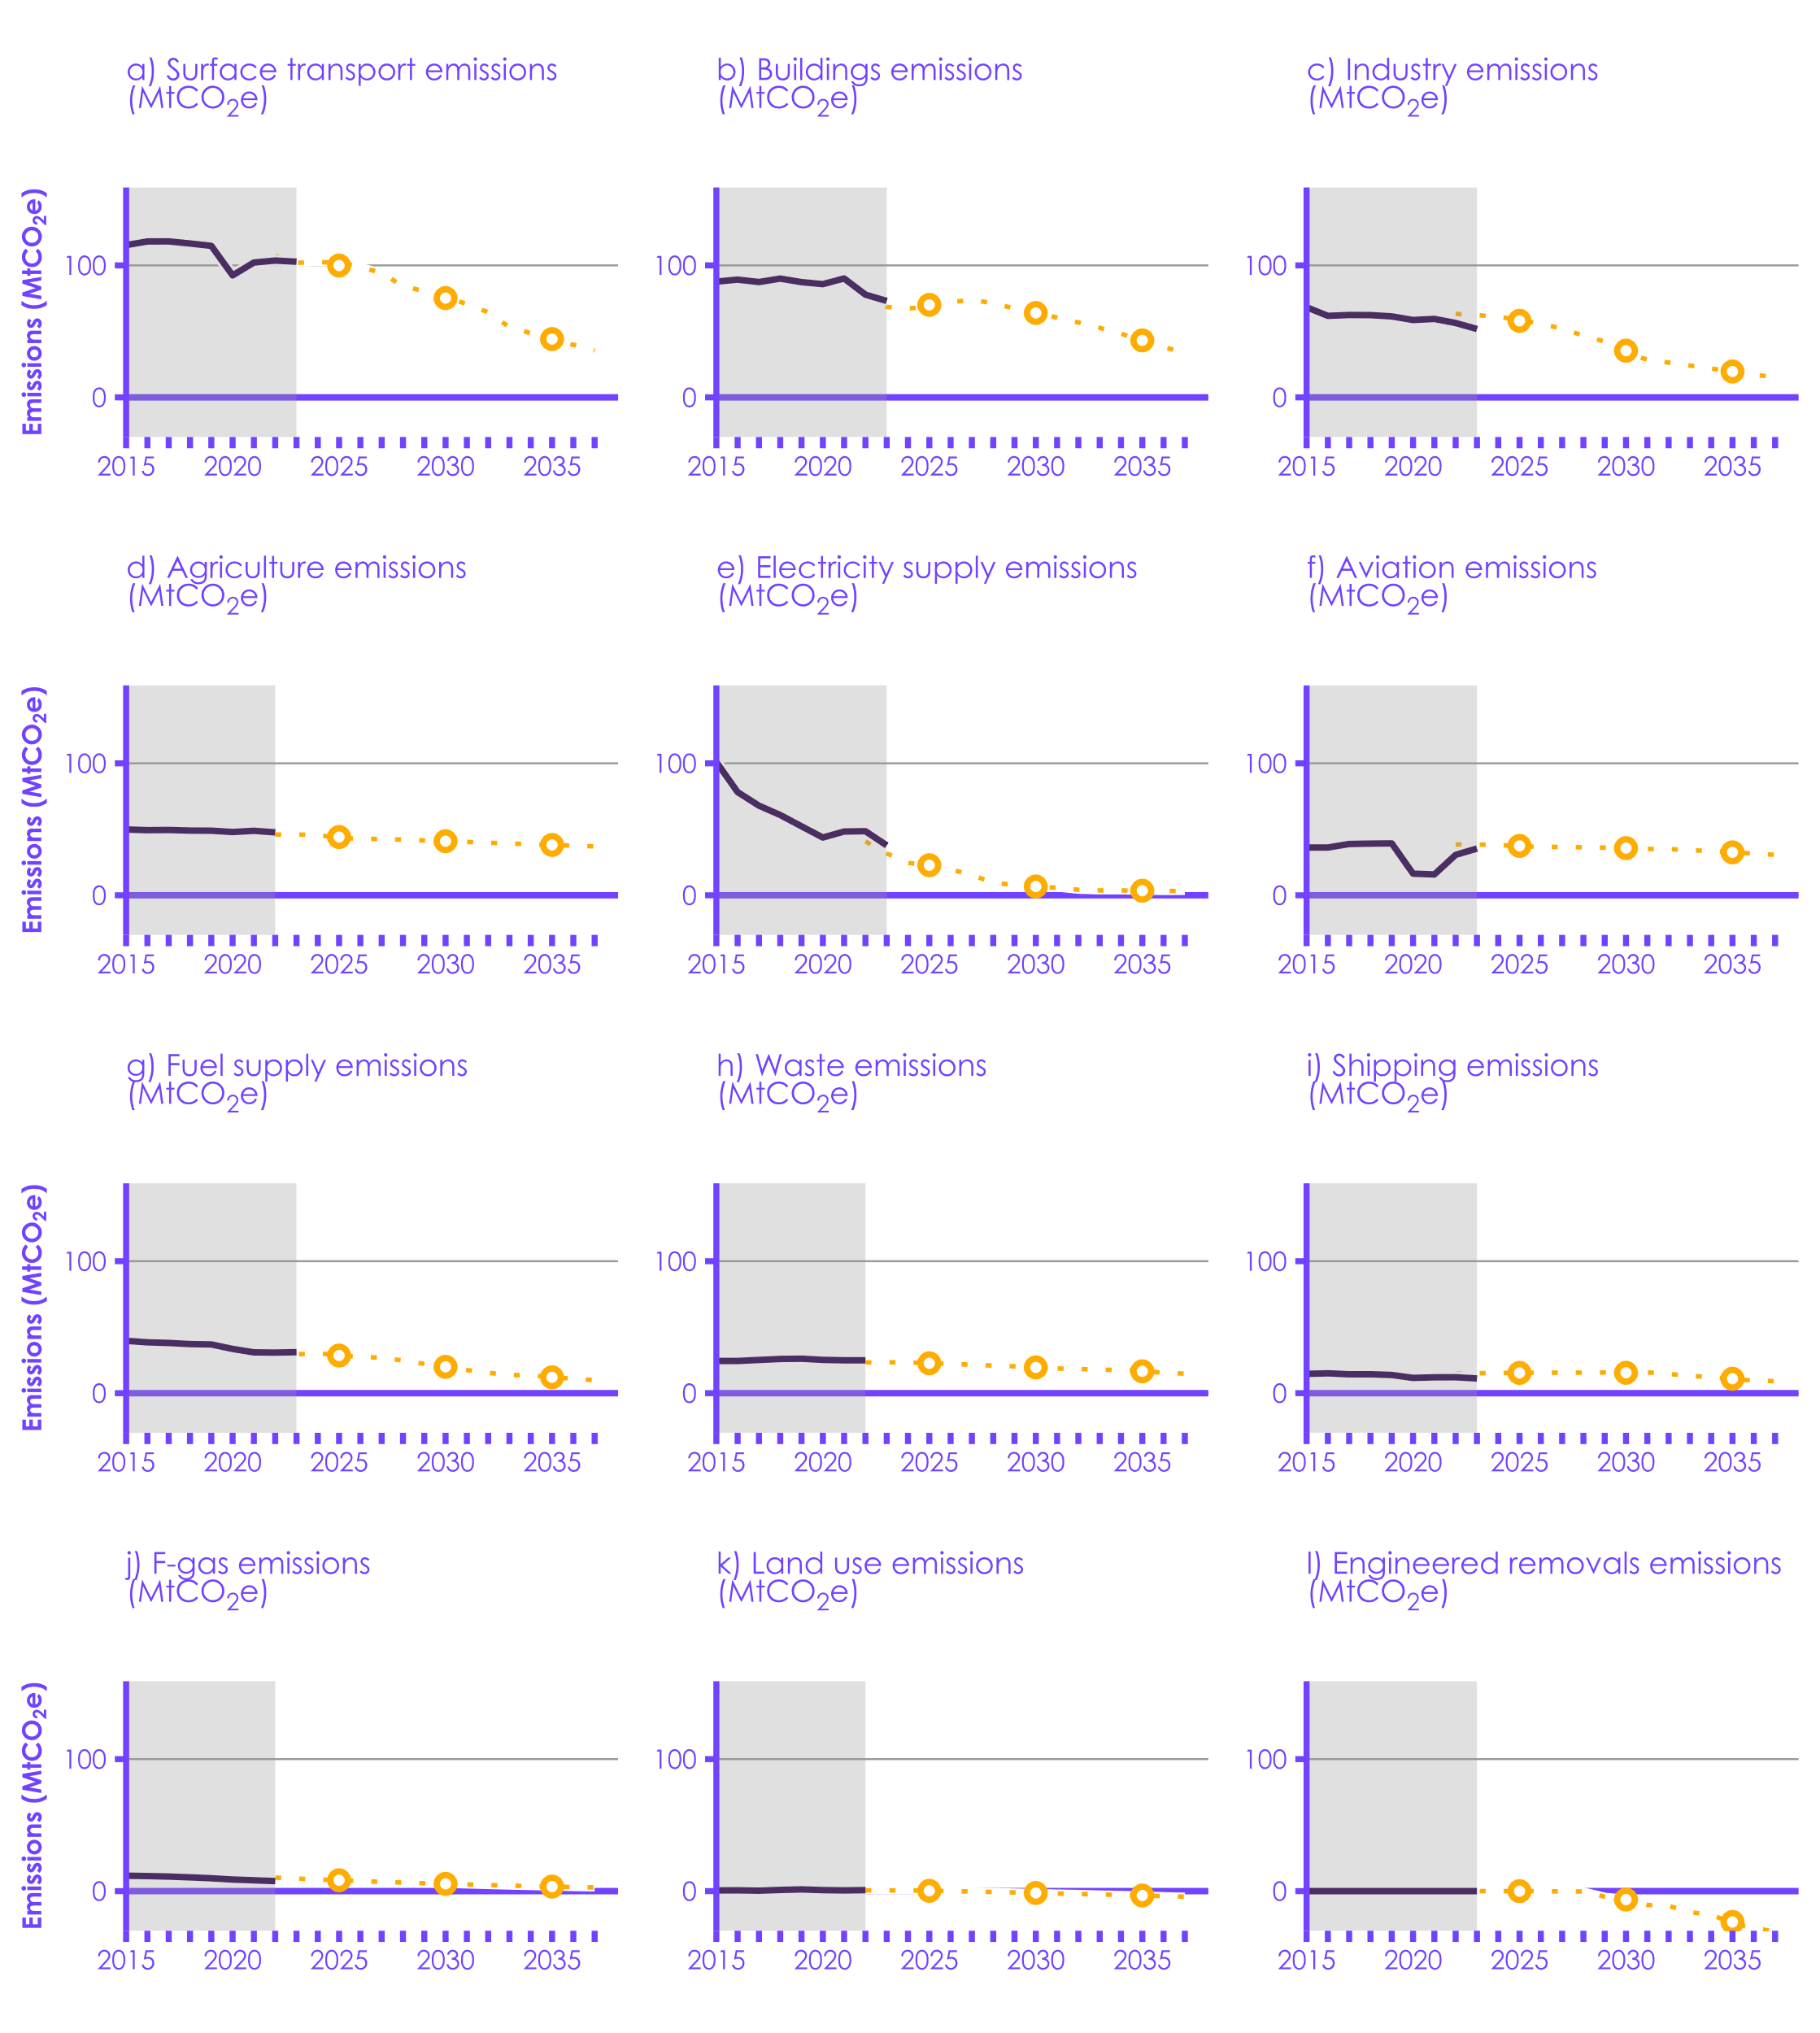 a) Surface transport emissions
(MtCO₂e)
b) Buildings emissions
(MtCO₂e)
c) Industry emissions
(MtCO₂e)
Emissions (MtCO₂e)
100
0
2015 2020 2025 2030 2035
100
0
2015 2020 2025 2030 2035
100
0
2015 2020 2025 2030 2035
d) Agriculture emissions
(MtCO₂e)
e) Electricity supply emissions
(MtCO₂e)
f) Aviation emissions
(MtCO₂e)
Emissions (MtCO₂e)
100
0
2015 2020 2025 2030 2035
100
0
2015 2020 2025 2030 2035
100
0
2015 2020 2025 2030 2035
g) Fuel supply emissions
(MtCO₂e)
h) Waste emissions
(MtCO₂e)
i) Shipping emissions
(MtCO₂e)
Emissions (MtCO₂e)
100
0
2015 2020 2025 2030 2035
100
0
2015 2020 2025 2030 2035
100
0
2015 2020 2025 2030 2035
j) F-gas emissions
(MtCO₂e)
k) Land use emissions
(MtCO₂e)
l) Engineered removals emissions
(MtCO₂e)
Emissions (MtCO₂e)
100
0
2015 2020 2025 2030 2035
100
0
2015 2020 2025 2030 2035
100
0
2015 2020 2025 2030 2035